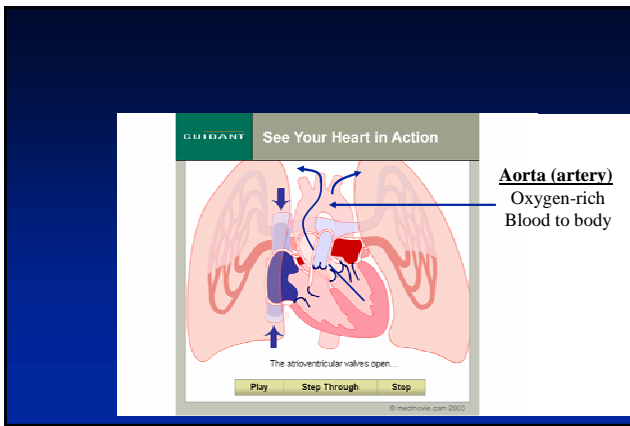 GUIDANT
See Your Heart in Action
Aorta (artery)
Oxygen-rich
Blood to body
The atrioventricular valves open...
Play
Step Through
Stop
© medmovie.com 2003